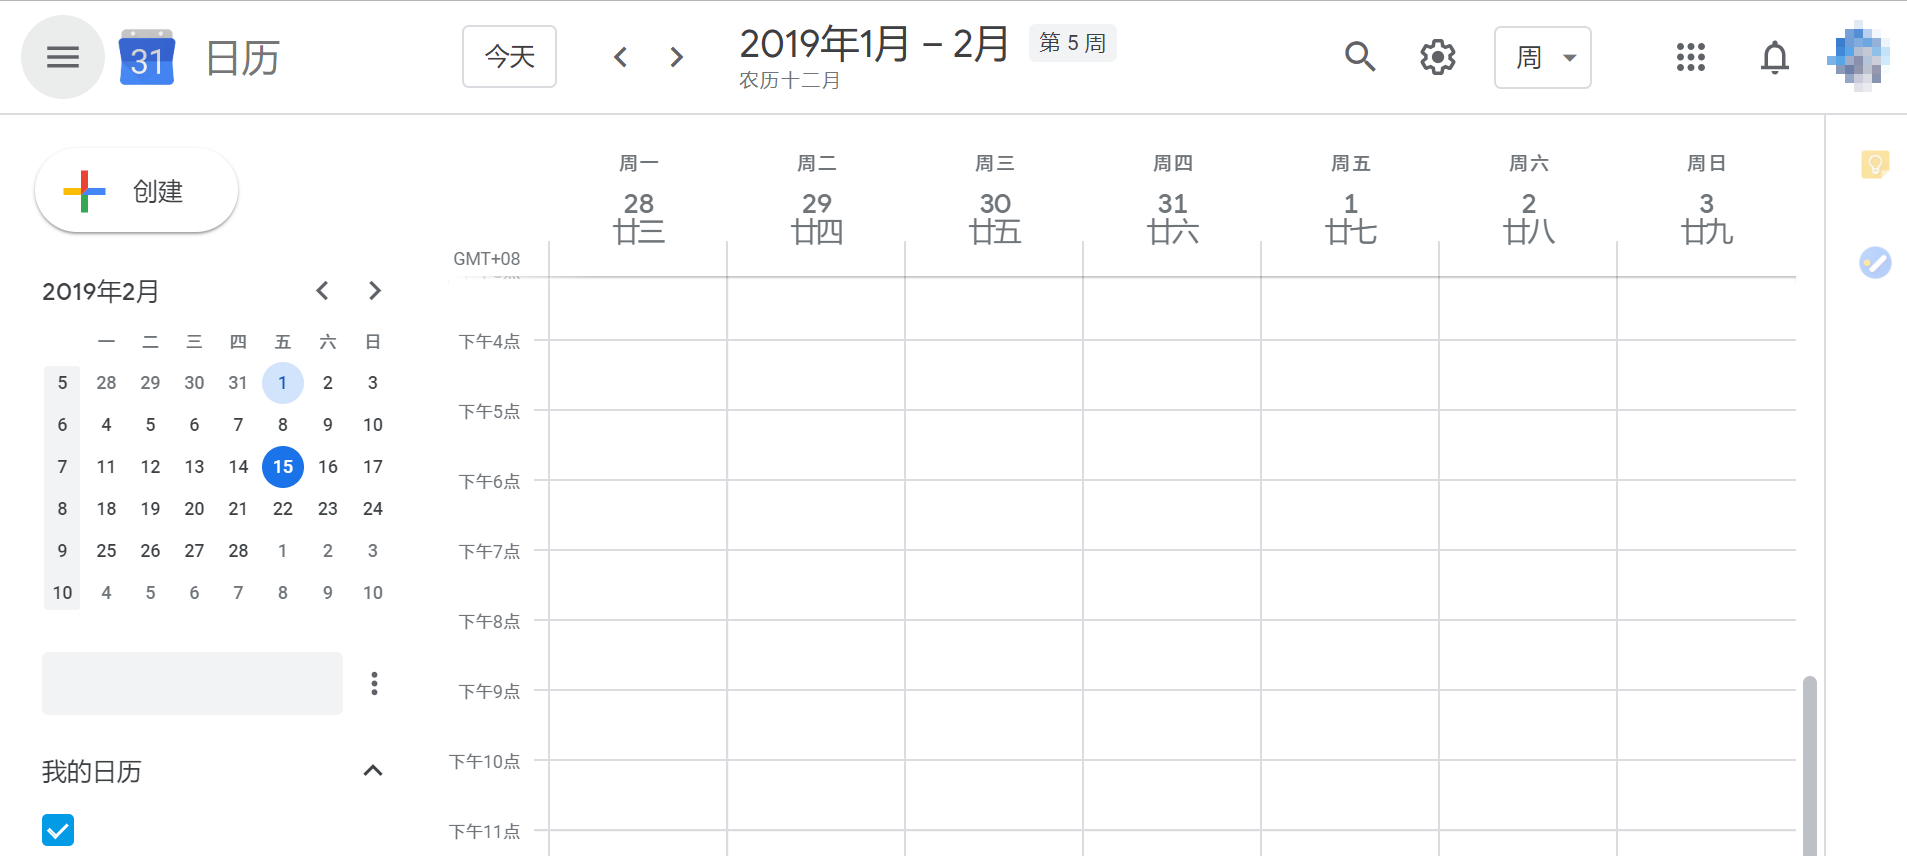 31 日历
今天
2019年1月 – 2月 第 5 周
农历十二月
周
创建
2019年2月
一 二 三 四 五 六 日
5 28 29 30 31 1 2 3
6 4 5 6 7 8 9 10
7 11 12 13 14 15 16 17
8 18 19 20 21 22 23 24
9 25 26 27 28 1 2 3
10 4 5 6 7 8 9 10
我的日历
周一 周二 周三 周四 周五 周六 周日
28 29 30 31 1 2 3
廿三 廿四 廿五 廿六 廿七 廿八 廿九
GMT+08
下午4点
下午5点
下午6点
下午7点
下午8点
下午9点
下午10点
下午11点